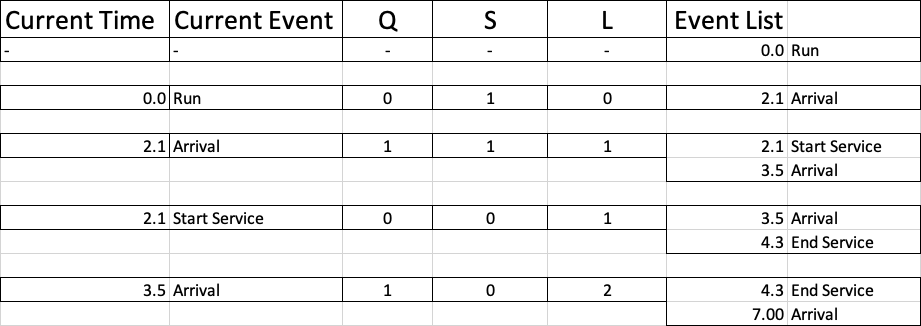 Current Time Current Event Q S L Event List
- - - - - 0.0 Run
0.0 Run 0 1 0 2.1 Arrival
2.1 Arrival 1 1 1 2.1 Start Service
3.5 Arrival
2.1 Start Service 0 0 1 3.5 Arrival
4.3 End Service
3.5 Arrival 1 0 2 4.3 End Service
7.00 Arrival